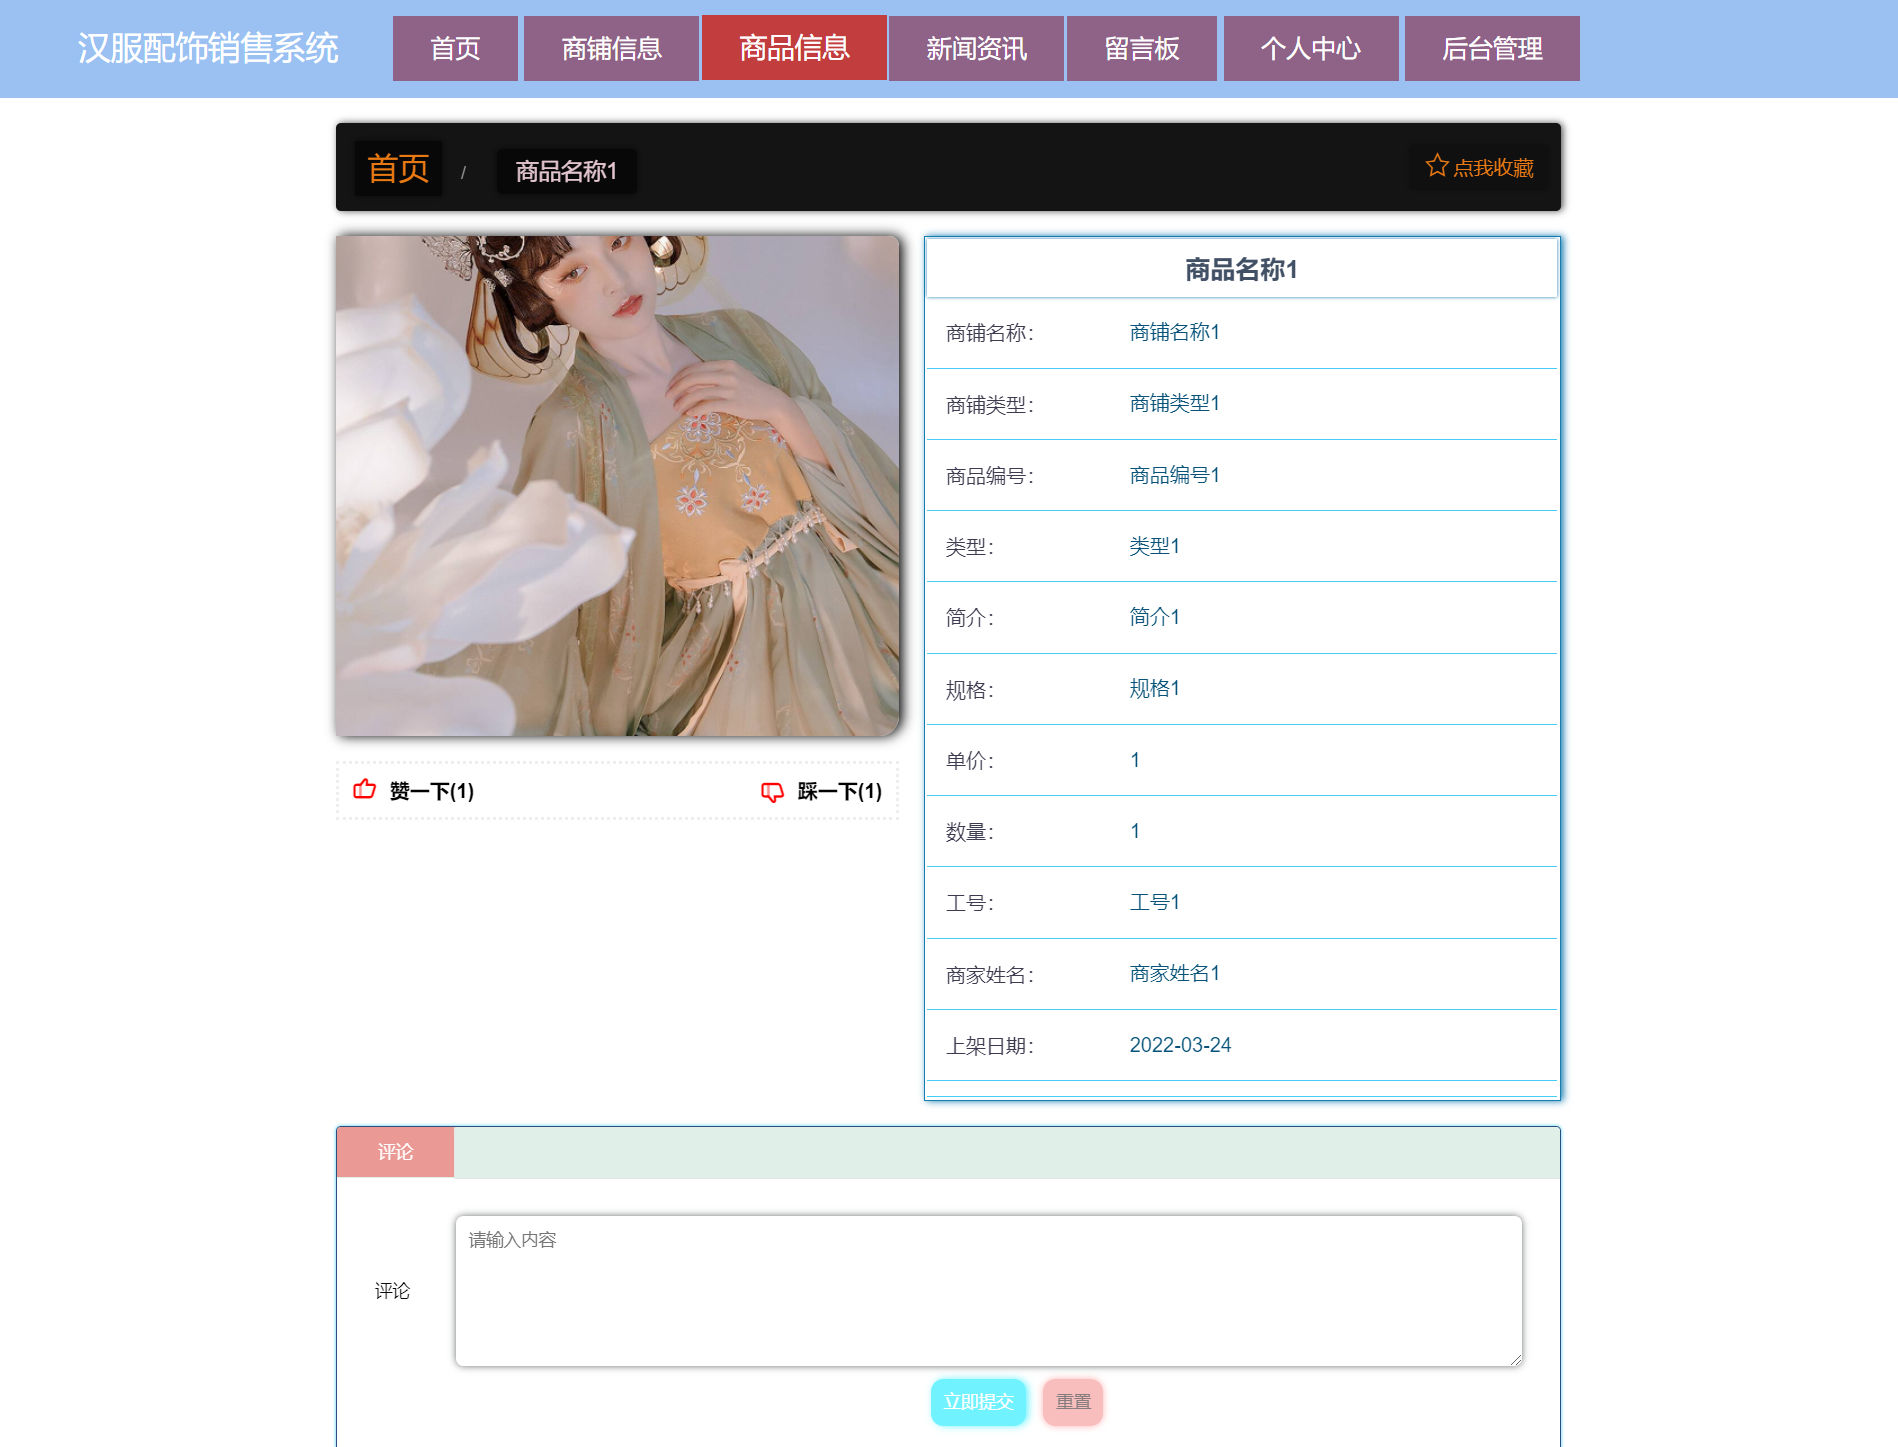 汉服配饰销售系统
首页
商铺信息
商品信息
新闻资讯
留言板
个人中心
后台管理
首页 / 商品名称1
点我收藏
商品名称1
商铺名称： 商铺名称1
商铺类型： 商铺类型1
商品编号： 商品编号1
类型： 类型1
简介： 简介1
规格： 规格1
单价： 1
数量： 1
工号： 工号1
商家姓名： 商家姓名1
上架日期： 2022-03-24
赞一下(1)
踩一下(1)
评论
评论
请输入内容
立即提交
重置